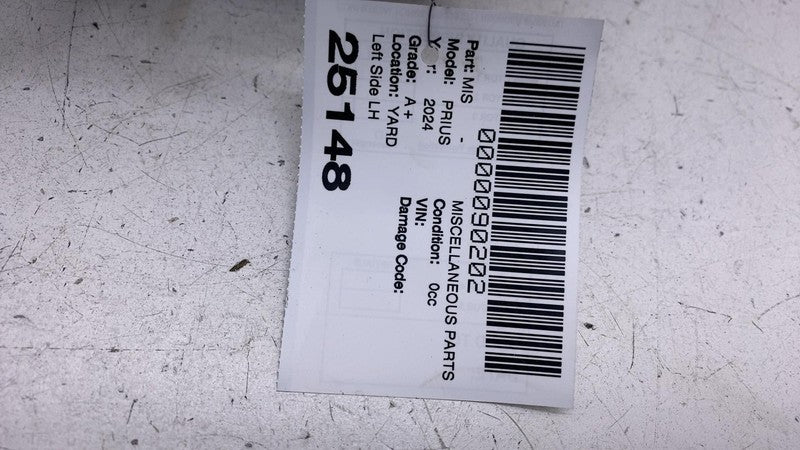 0000090202
Part: MIS - MISCELLANEOUS PARTS
Model: PRIUS Condition: 0cc
2024 VIN:
Grade: A+ Damage Code:
Location: YARD
Left Side LH
25148